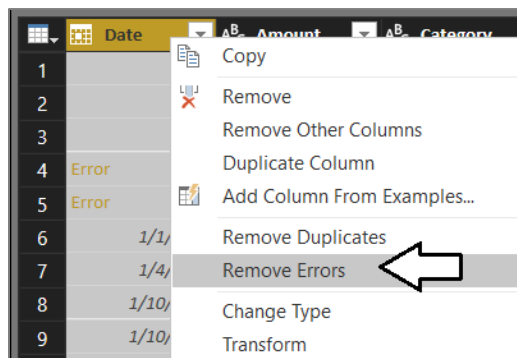 Date ABC Amount ABC Category
1
Copy
2
Remove
3
Remove Other Columns
4 Error
Duplicate Column
5 Error
Add Column From Examples...
6 1/1/
Remove Duplicates
7 1/4/
Remove Errors
8 1/10/
Change Type
9 1/10/
Transform